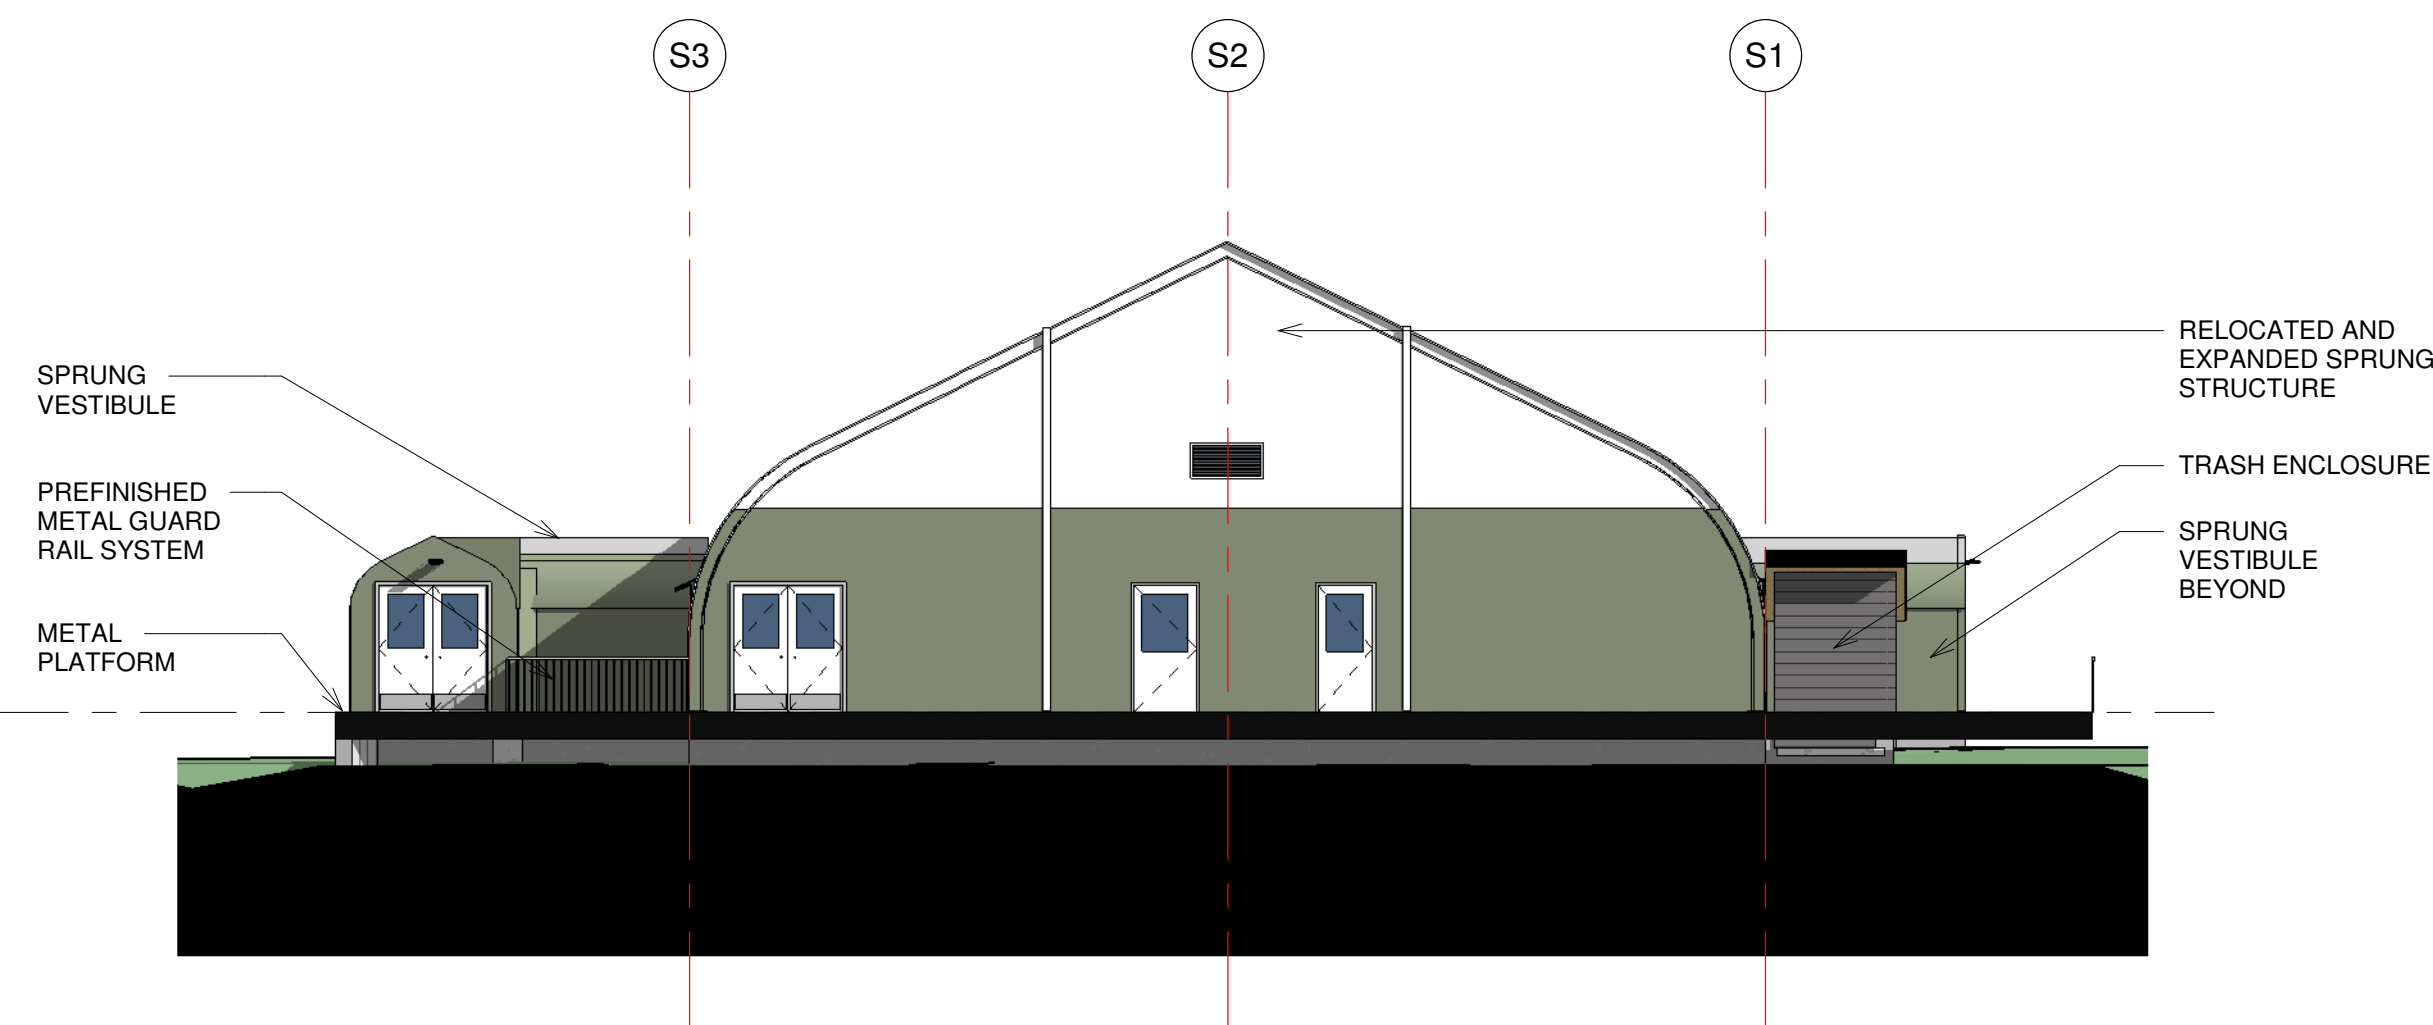 S3
S2
S1
SPRUNG
VESTIBULE
PREFINISHED
METAL GUARD
RAIL SYSTEM
METAL
PLATFORM
RELOCATED AND
EXPANDED SPRUNG
STRUCTURE
TRASH ENCLOSURE
SPRUNG
VESTIBULE
BEYOND